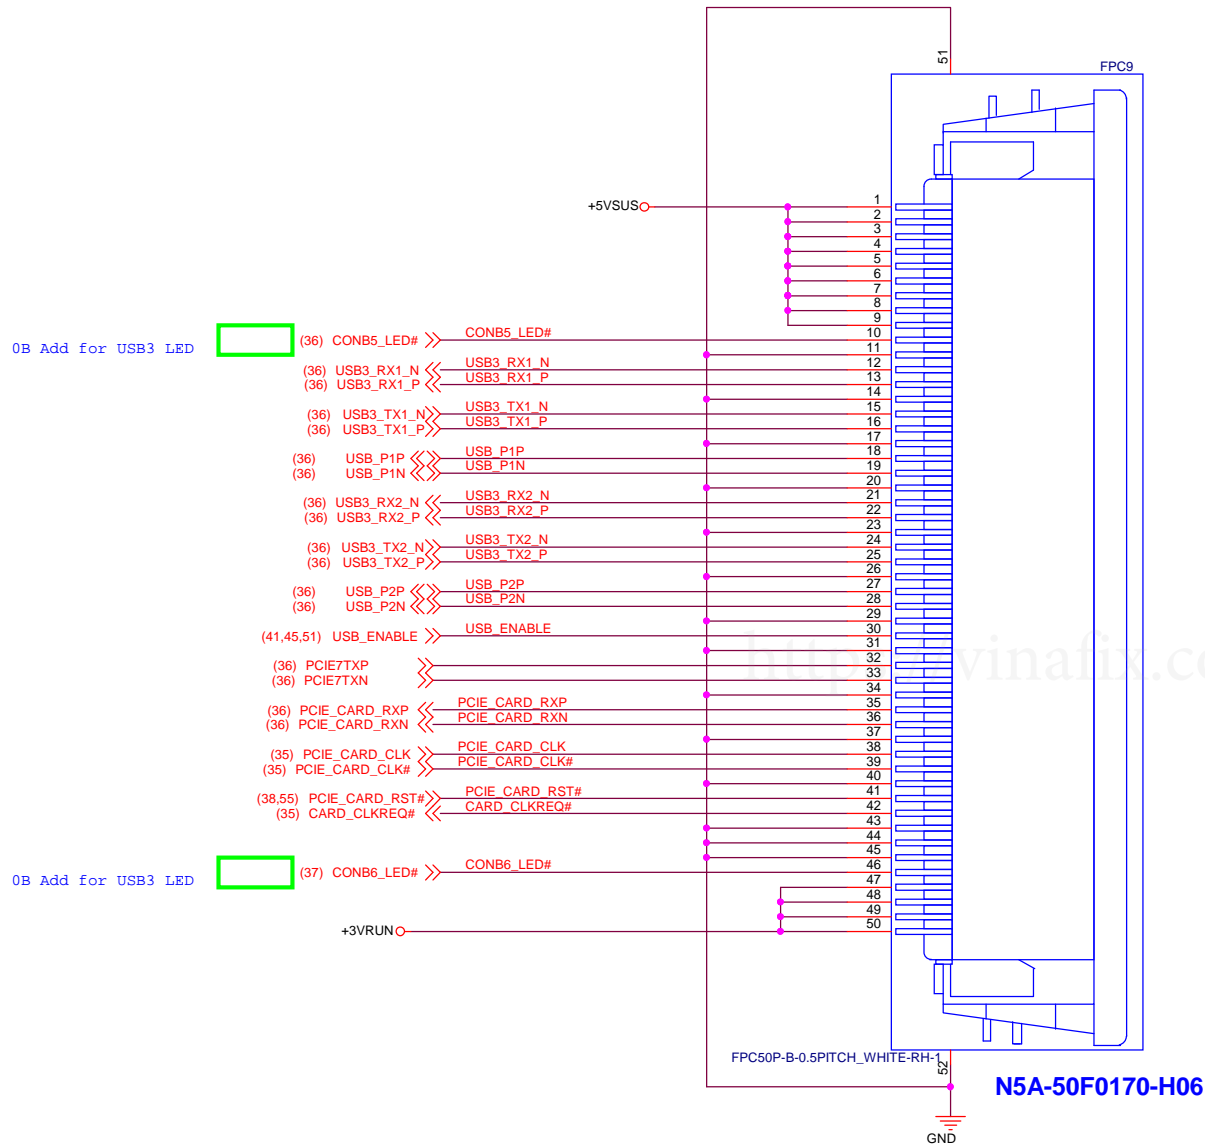 51
FPC9
+5VSUS
1
2
3
4
5
6
7
8
9
10
11
12
13
14
15
16
17
18
19
20
21
22
23
24
25
26
27
28
29
30
31
32
33
34
35
36
37
38
39
40
41
42
43
44
45
46
47
48
49
50
0B Add for USB3 LED
(36) CONB5_LED# CONB5_LED#
(36) USB3_RX1_N USB3_RX1_N
(36) USB3_RX1_P USB3_RX1_P
(36) USB3_TX1_N USB3_TX1_N
(36) USB3_TX1_P USB3_TX1_P
(36) USB_P1P USB_P1P
(36) USB_P1N USB_P1N
(36) USB3_RX2_N USB3_RX2_N
(36) USB3_RX2_P USB3_RX2_P
(36) USB3_TX2_N USB3_TX2_N
(36) USB3_TX2_P USB3_TX2_P
(36) USB_P2P USB_P2P
(36) USB_P2N USB_P2N
(41,45,51) USB_ENABLE USB_ENABLE
(36) PCIE7TXP
(36) PCIE7TXN
(36) PCIE_CARD_RXP PCIE_CARD_RXP
(36) PCIE_CARD_RXN PCIE_CARD_RXN
(35) PCIE_CARD_CLK PCIE_CARD_CLK
(35) PCIE_CARD_CLK# PCIE_CARD_CLK#
(38,55) PCIE_CARD_RST# PCIE_CARD_RST#
(35) CARD_CLKREQ# CARD_CLKREQ#
0B Add for USB3 LED
(37) CONB6_LED# CONB6_LED#
+3VRUN
FPC50P-B-0.5PITCH_WHITE-RH-1
52
N5A-50F0170-H06
GND